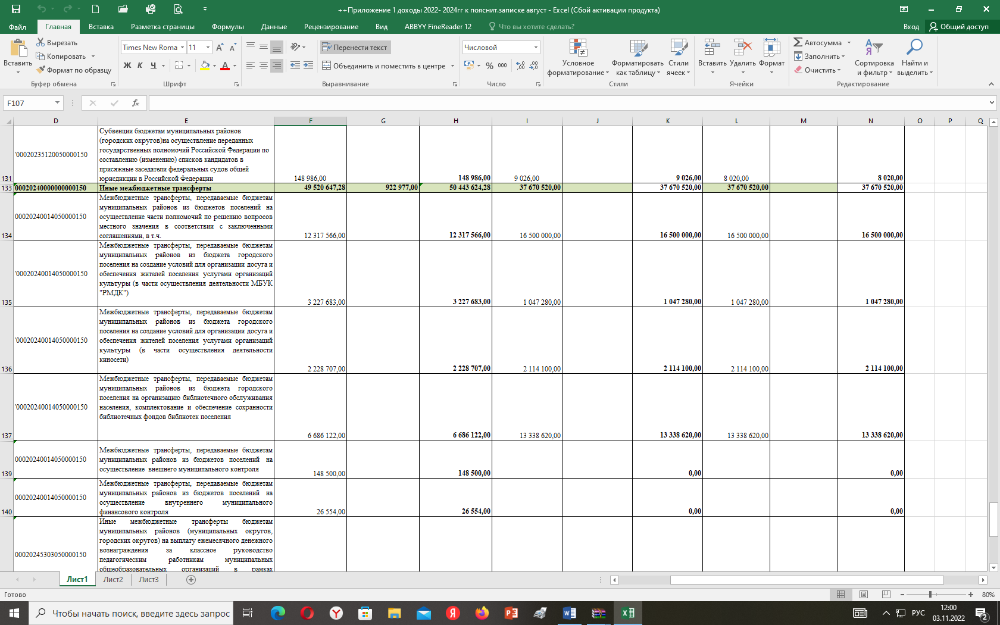 ++Приложение 1 доходы 2022- 2024гг к пояснит.записке август - Excel (Сбой активации продукта)
Файл Главная Вставка Разметка страницы Формулы Данные Рецензирование Вид ABBYY FineReader 12 Что вы хотите сделать? Вход Общий доступ
Вставить
Вырезать
Копировать
Формат по образцу
Буфер обмена
Times New Roma 11
Ж К Ч А
Шрифт
Перенести текст
Объединить и поместить в центре
Выравнивание
Числовой
% 000
Число
Условное форматирование
Форматировать как таблицу
Стили ячеек
Стили
Вставить Удалить Формат
Ячейки
Автосумма
Заполнить
Очистить
Сортировка и фильтр
Найти и выделить
Редактирование
F107 fx
D E F G H I J K L M N O P Q
131 '00020235120050000150
Субвенции бюджетам муниципальных районов
(городских округов)на осуществление переданных
государственных полномочий Российской Федерации по
составлению (изменению) списков кандидатов в
присяжные заседатели федеральных судов общей
юрисдикции в Российской Федерации
148 986,00 148 986,00 9 026,00 9 026,00 8 020,00 8 020,00
133 00020240000000000150 Иные межбюджетные трансферты 49 520 647,28 922 977,00 50 443 624,28 37 670 520,00 37 670 520,00 37 670 520,00 37 670 520,00
134 00020240014050000150
Межбюджетные трансферты, передаваемые бюджетам
муниципальных районов из бюджетов поселений на
осуществление части полномочий по решению вопросов
местного значения в соответствии с заключенными
соглашениями, в т.ч.
12 317 566,00 12 317 566,00 16 500 000,00 16 500 000,00 16 500 000,00 16 500 000,00
135 '00020240014050000150
Межбюджетные трансферты, передаваемые бюджетам
муниципальных районов из бюджета городского
поселения на создание условий для организации досуга и
обеспечения жителей поселения услугами организаций
культуры (в части осуществления деятельности МБУК
"РМДК")
3 227 683,00 3 227 683,00 1 047 280,00 1 047 280,00 1 047 280,00 1 047 280,00
136 '00020240014050000150
Межбюджетные трансферты, передаваемые бюджетам
муниципальных районов из бюджета городского
поселения на создание условий для организации досуга и
обеспечения жителей поселения услугами организаций
культуры (в части осуществления деятельности
киносети)
2 228 707,00 2 228 707,00 2 114 100,00 2 114 100,00 2 114 100,00 2 114 100,00
137 '00020240014050000150
Межбюджетные трансферты, передаваемые бюджетам
муниципальных районов из бюджета городского
поселения на организацию библиотечного обслуживания
населения, комплектование и обеспечение сохранности
библиотечных фондов библиотек поселения
6 686 122,00 6 686 122,00 13 338 620,00 13 338 620,00 13 338 620,00 13 338 620,00
139 00020240014050000150
Межбюджетные трансферты, передаваемые бюджетам
муниципальных районов из бюджетов поселений на
осуществление внешнего муниципального контроля
148 500,00 148 500,00 0,00 0,00
140 00020240014050000150
Межбюджетные трансферты, передаваемые бюджетам
муниципальных районов из бюджетов поселений на
осуществление внутреннего муниципального
финансового контроля
26 554,00 26 554,00 0,00 0,00
00020245303050000150
Иные межбюджетные трансферты бюджетам
муниципальных районов (муниципальных округов,
городских округов) на выплату ежемесячного денежного
вознаграждения за классное руководство
педагогическим работникам муниципальных
общеобразовательных организаций в рамках
Лист1 Лист2 Лист3
Готово 80%
Чтобы начать поиск, введите здесь запрос
РУС
12:00
03.11.2022
2